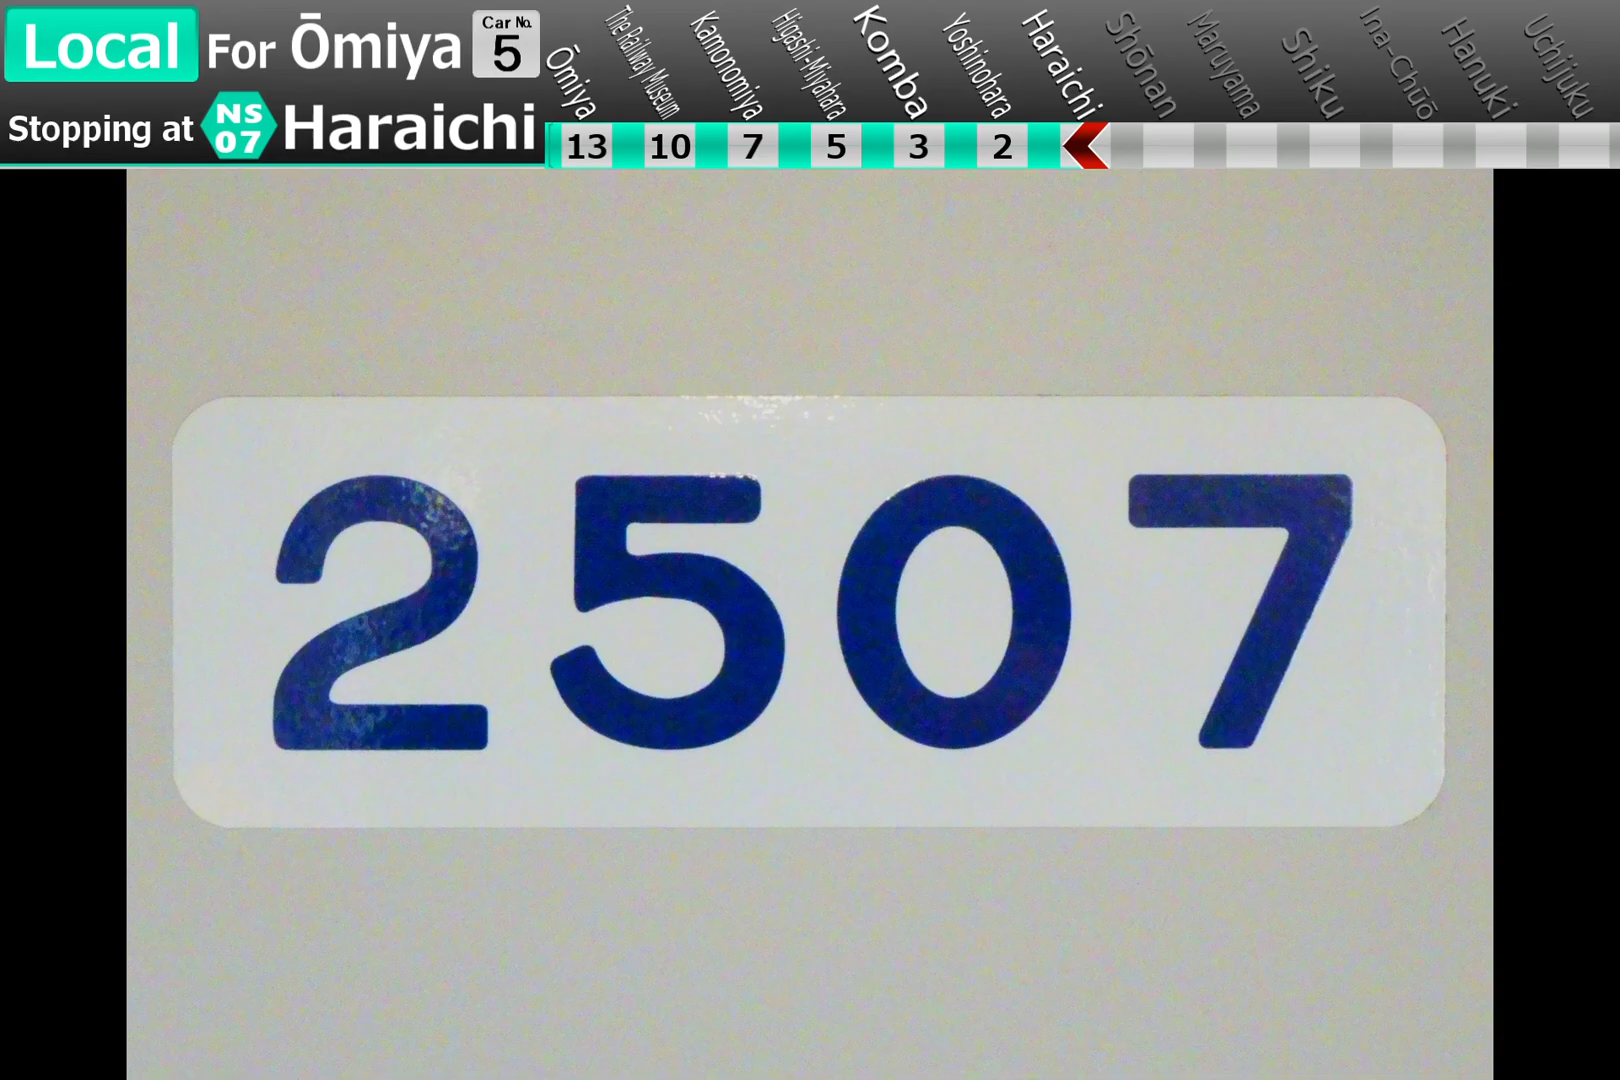 Local For Ōmiya
Car No.
5
Stopping at NS 07 Haraichi
Ōmiya
The Railway Museum
Kamonomiya
Higashi-Miyahara
Komba
Yoshinohara
Haraichi
Shōnan
Maruyama
Shiku
Ina-Chūō
Hanuki
Uchijuku
13 10 7 5 3 2
2507